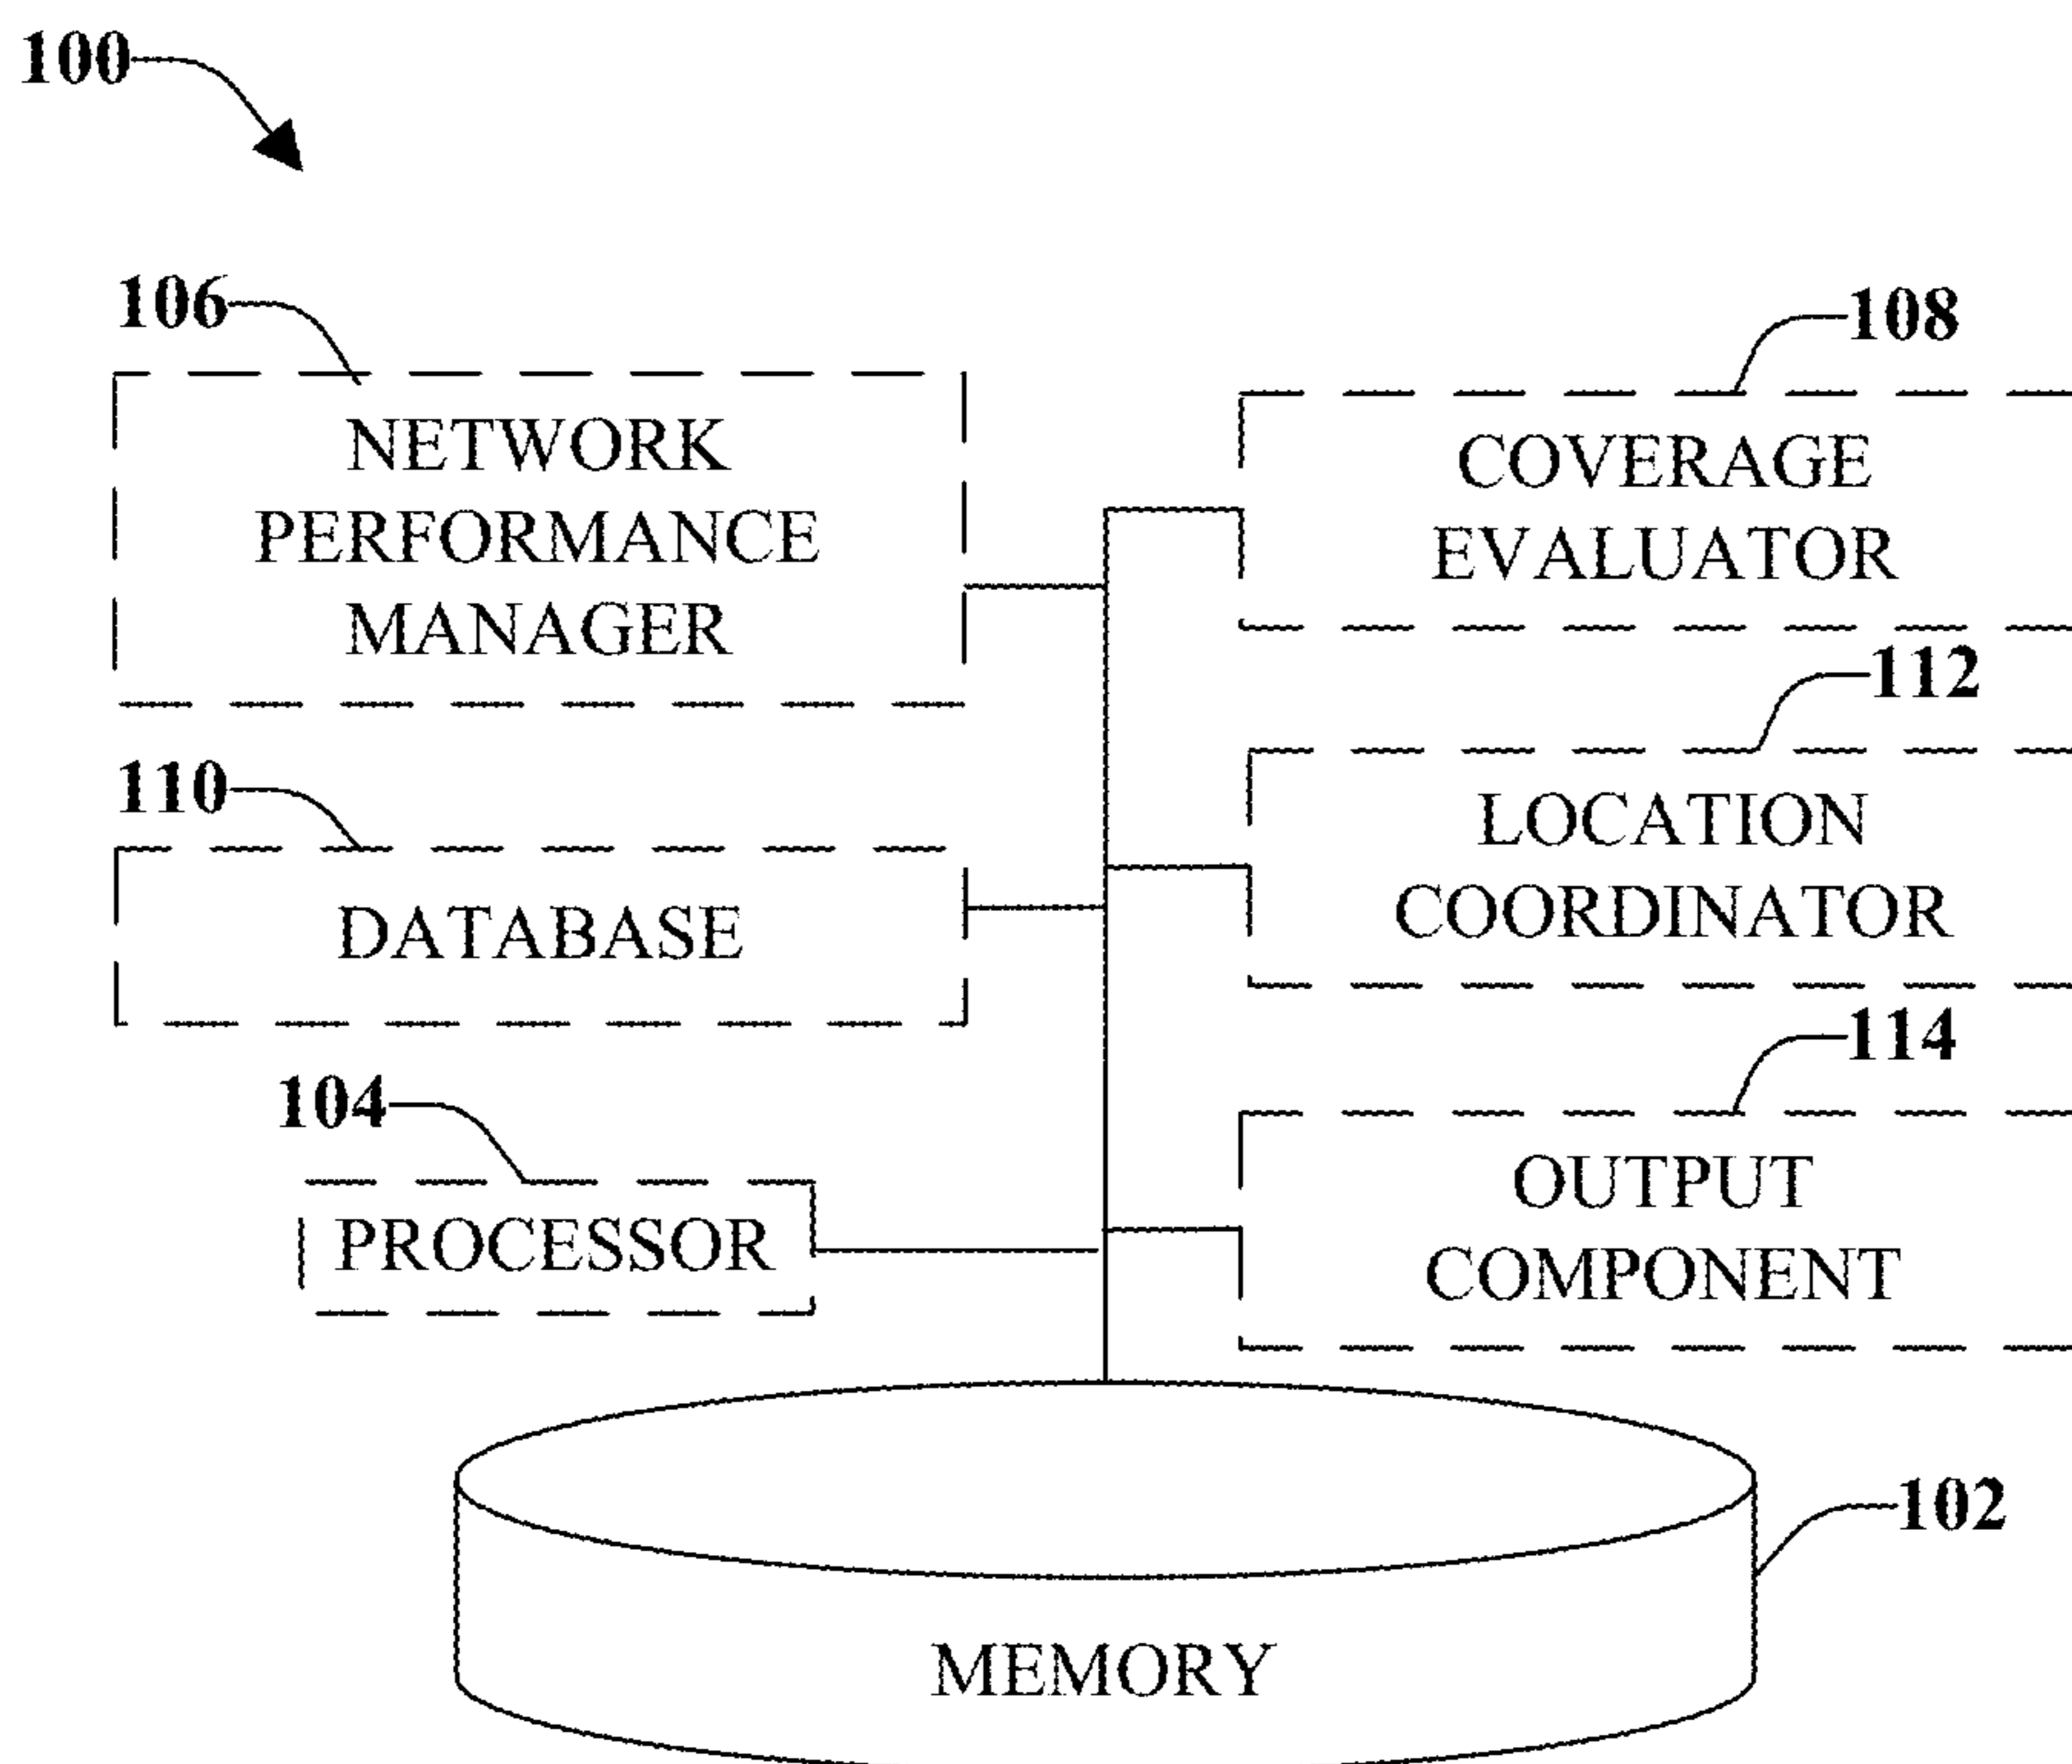 100
106
NETWORK
PERFORMANCE
MANAGER
108
COVERAGE
EVALUATOR
110
DATABASE
112
LOCATION
COORDINATOR
104
PROCESSOR
114
OUTPUT
COMPONENT
102
MEMORY